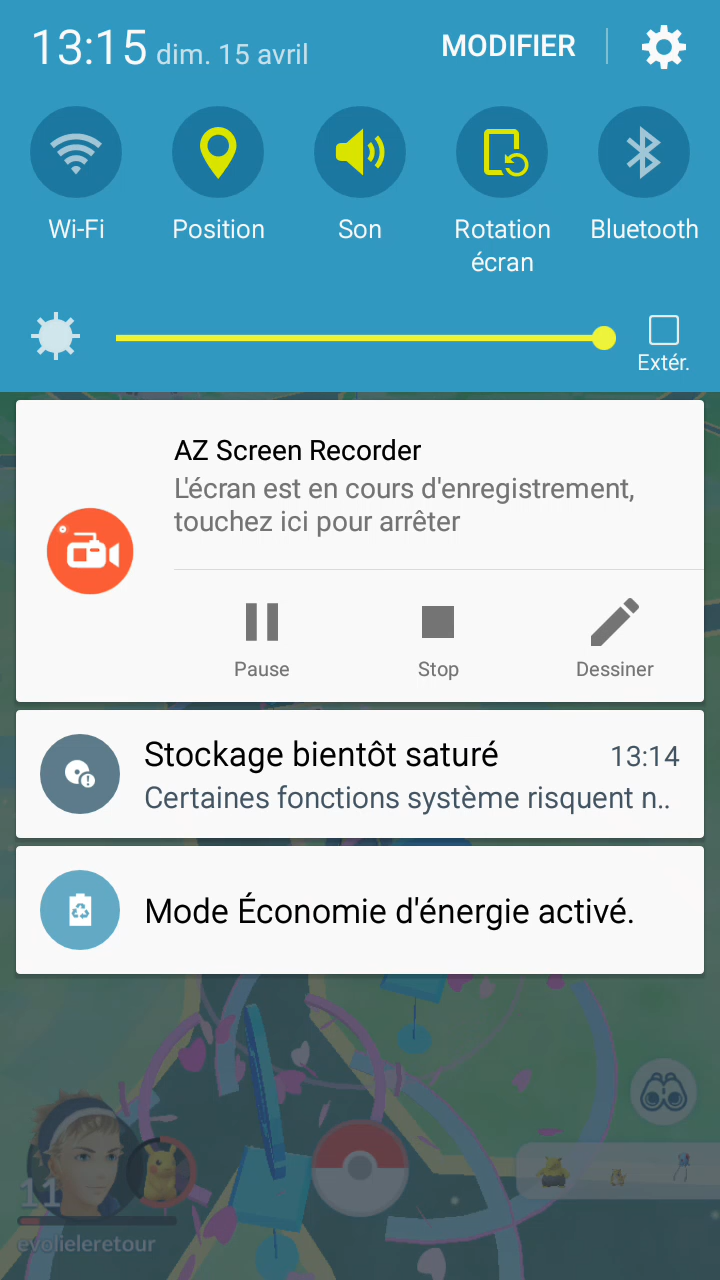 13:15 dim. 15 avril MODIFIER
Wi-Fi Position Son Rotation écran Bluetooth
Extér.
AZ Screen Recorder
L'écran est en cours d'enregistrement,
touchez ici pour arrêter
Pause Stop Dessiner
Stockage bientôt saturé 13:14
Certaines fonctions système risquent n..
Mode Économie d'énergie activé.
11
evolieleretour